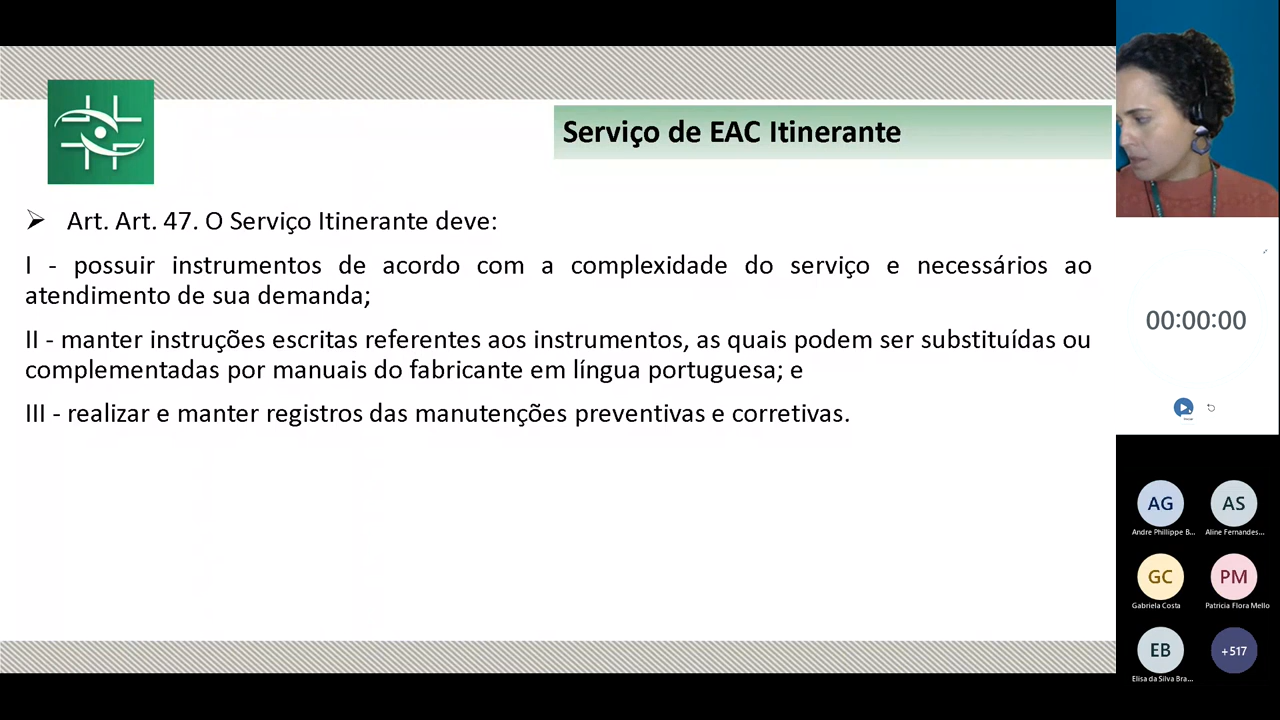 Serviço de EAC Itinerante
➢ Art. Art. 47. O Serviço Itinerante deve:
I - possuir instrumentos de acordo com a complexidade do serviço e necessários ao
atendimento de sua demanda;
II - manter instruções escritas referentes aos instrumentos, as quais podem ser substituídas ou
complementadas por manuais do fabricante em língua portuguesa; e
III - realizar e manter registros das manutenções preventivas e corretivas.
00:00:00
AG AS
Andre Phillippe B... Aline Fernandes...
GC PM
Gabriela Costa Patricia Flora Mello
EB +517
Elisa da Silva Bra...